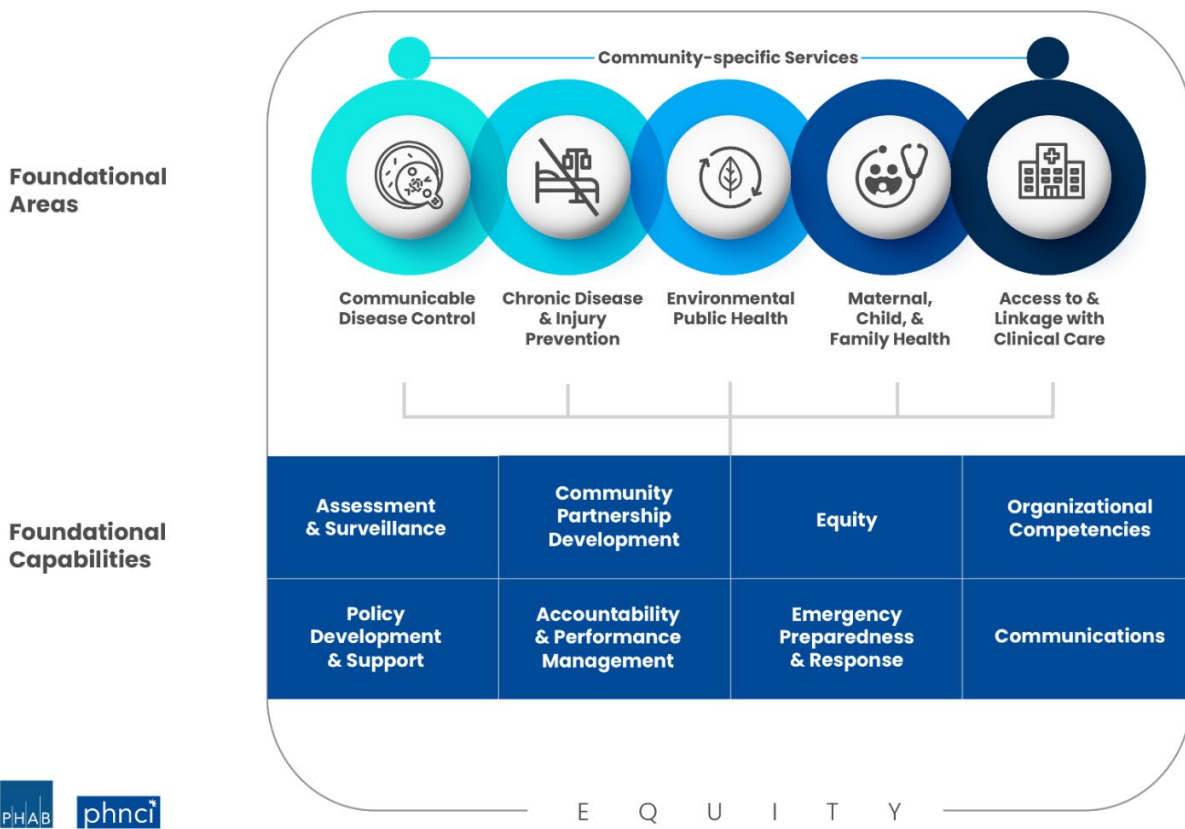 Community-specific Services
Foundational
Areas
Communicable
Disease Control
Chronic Disease
& Injury
Prevention
Environmental
Public Health
Maternal,
Child, &
Family Health
Access to &
Linkage with
Clinical Care
Foundational
Capabilities
Assessment
& Surveillance
Community
Partnership
Development
Equity
Organizational
Competencies
Policy
Development
& Support
Accountability
& Performance
Management
Emergency
Preparedness
& Response
Communications
PHAB
phnci
EQUITY